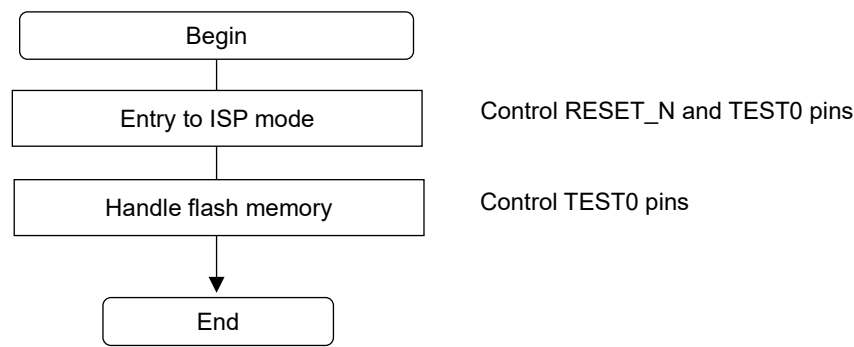 Begin
Entry to ISP mode
Control RESET_N and TEST0 pins
Handle flash memory
Control TEST0 pins
End